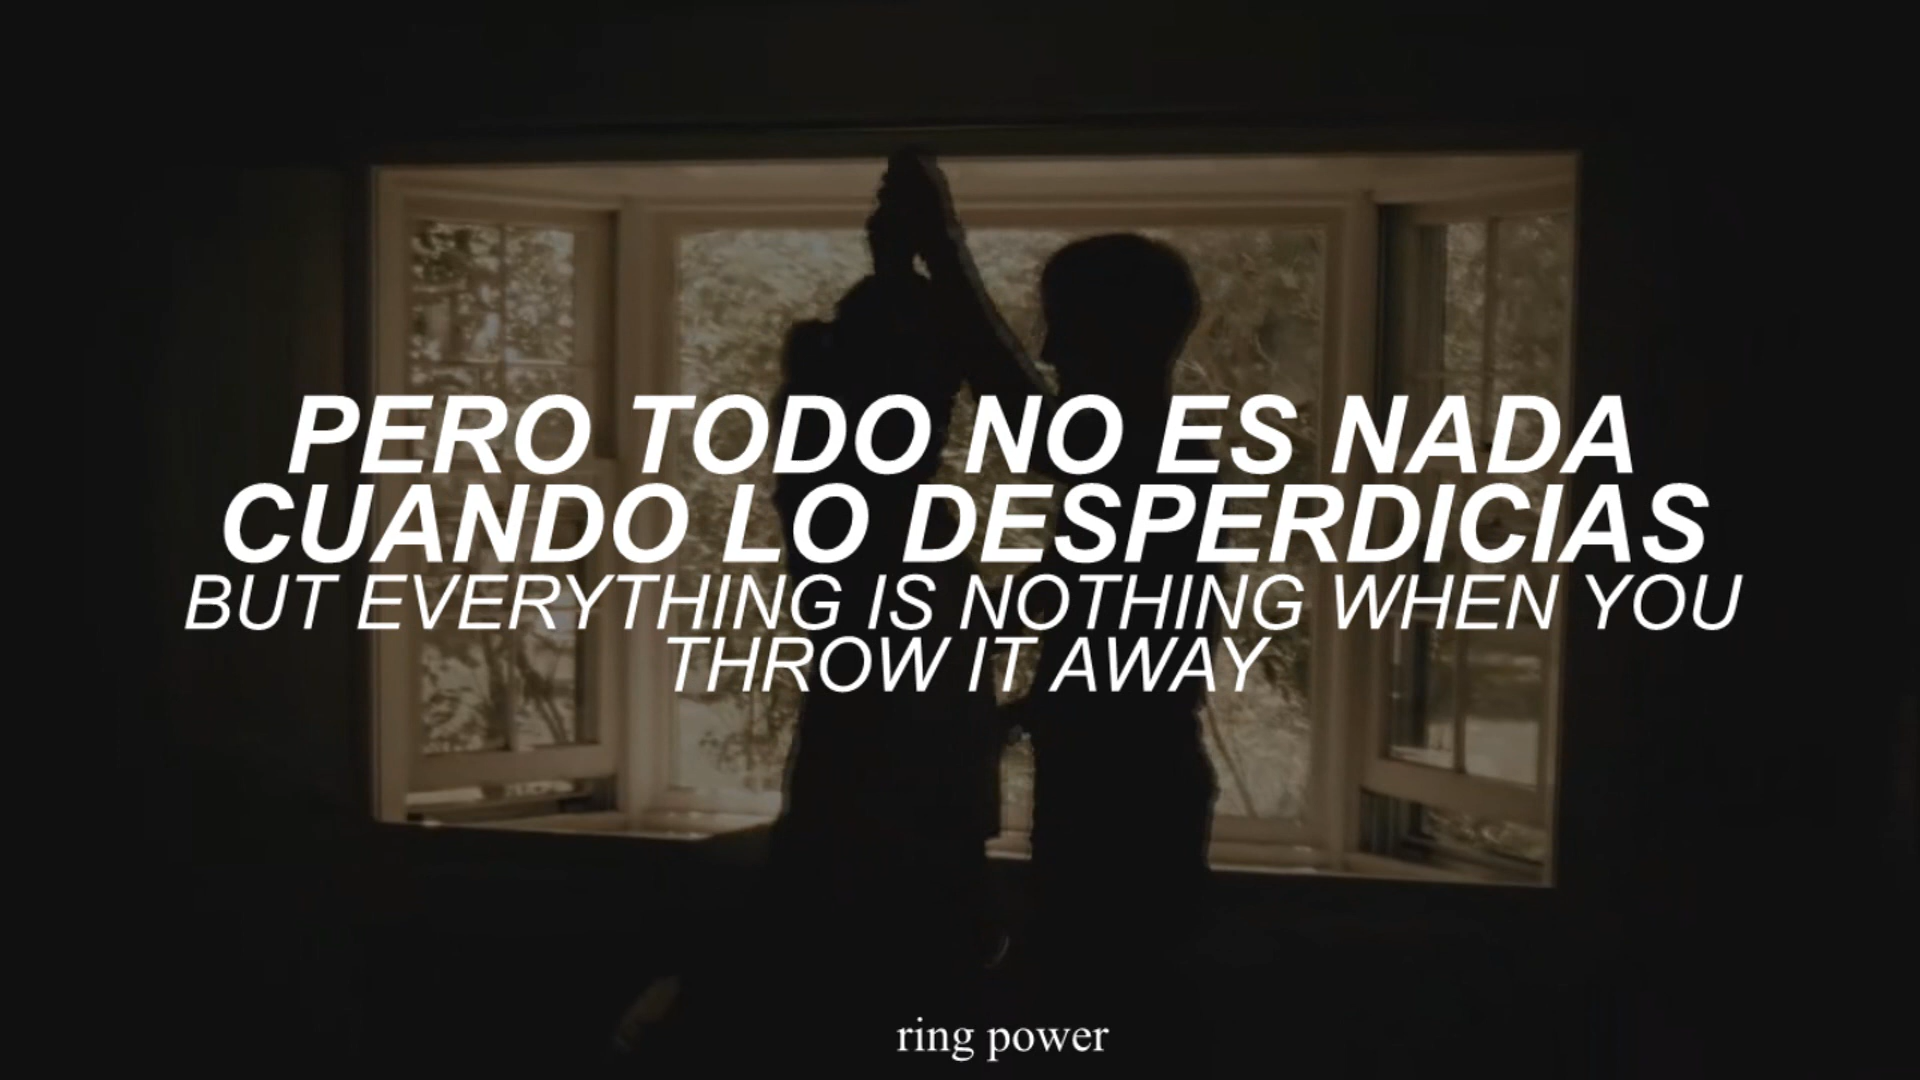 PERO TODO NO ES NADA
CUANDO LO DESPERDICIAS
BUT EVERYTHING IS NOTHING WHEN YOU
THROW IT AWAY
ring power